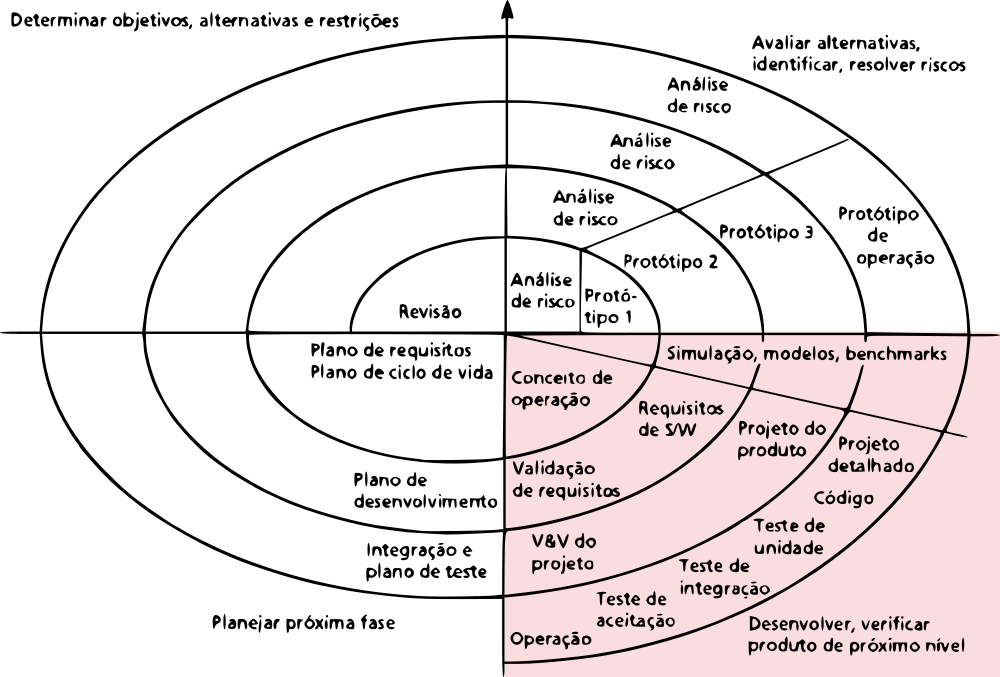 Determinar objetivos, alternativas e restrições
Avaliar alternativas,
identificar, resolver riscos
Análise
de risco
Análise
de risco
Análise
de risco
Análise
de risco
Protótipo
de
operação
Protótipo 3
Protótipo 2
Protó-
tipo 1
Revisão
Plano de requisitos
Plano de ciclo de vida
Simulação, modelos, benchmarks
Conceito de
operação
Requisitos
de S/W
Projeto do
produto
Projeto
detalhado
Código
Plano de
desenvolvimento
Validação
de requisitos
Teste de
unidade
Integração e
plano de teste
V&V do
projeto
Teste de
integração
Teste de
aceitação
Operação
Planejar próxima fase
Desenvolver, verificar
produto de próximo nível